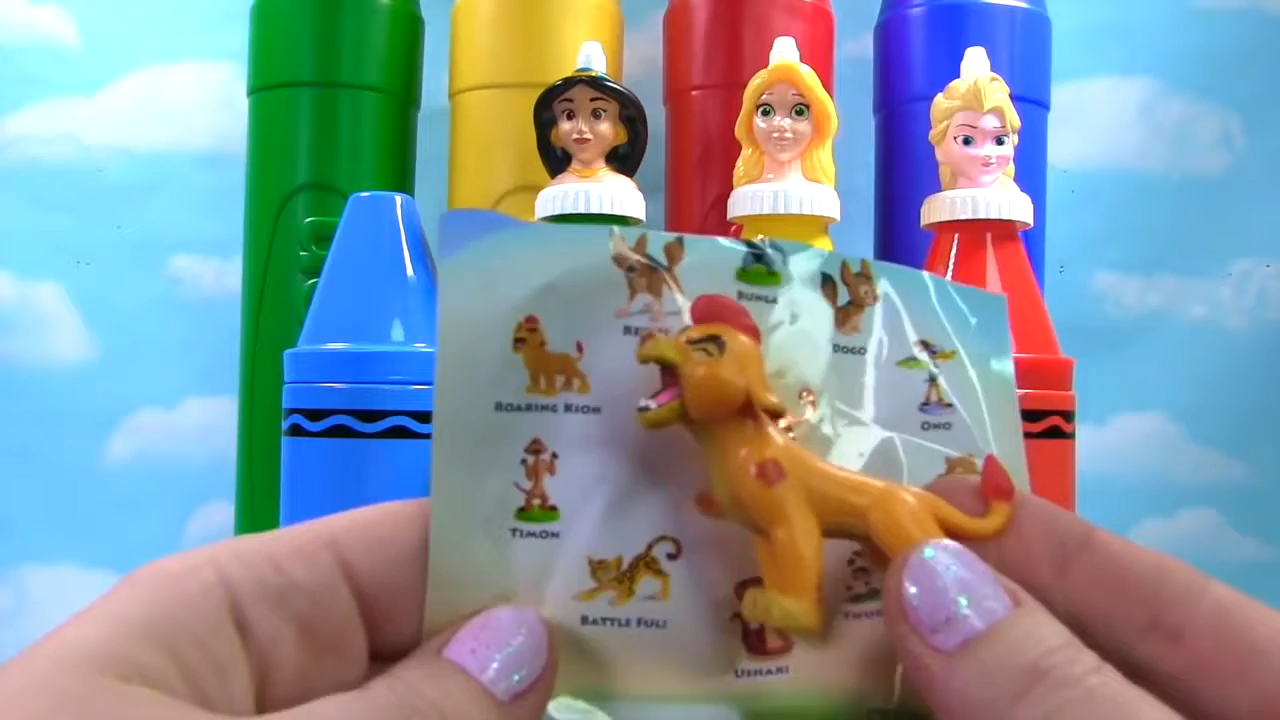 BUNGA
DOGO
ROARING KION
ONO
TIMON
BATTLE FULI
USHARI